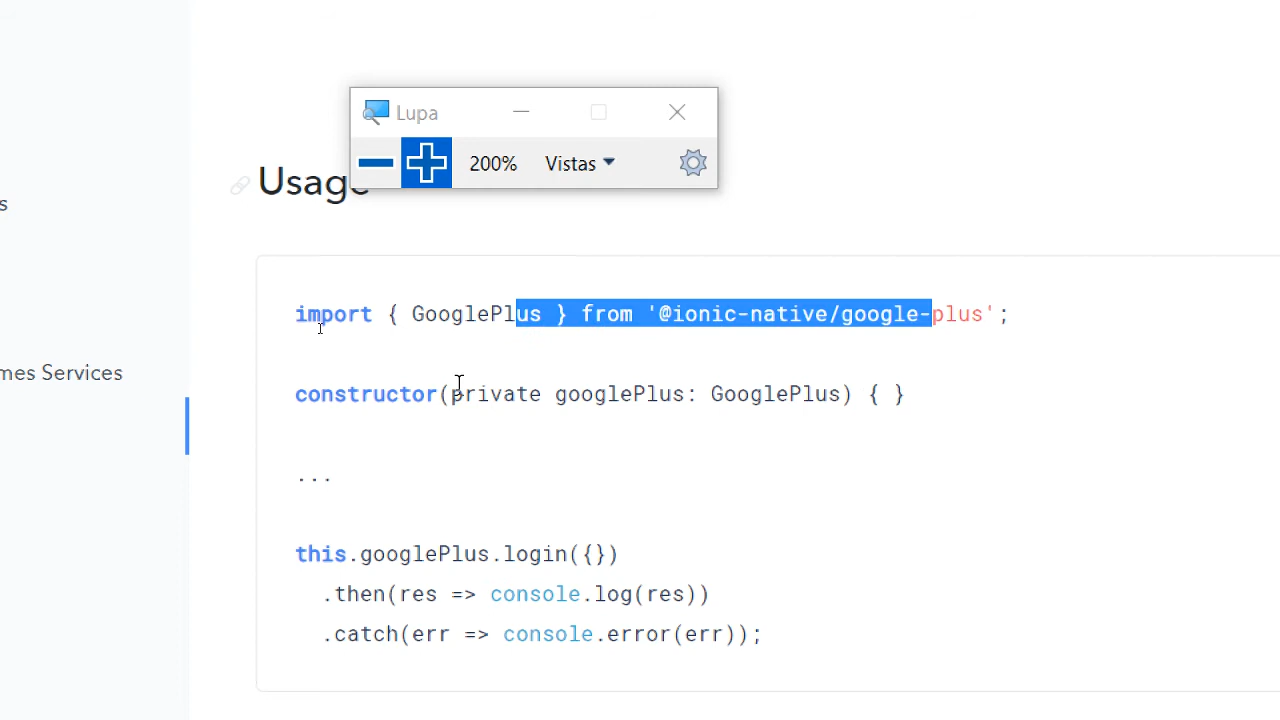 Lupa
200% Vistas
Usage
s
mes Services
import { GooglePlus } from '@ionic-native/google-plus';
constructor(private googlePlus: GooglePlus) { }
...
this.googlePlus.login({})
.then(res => console.log(res))
.catch(err => console.error(err));